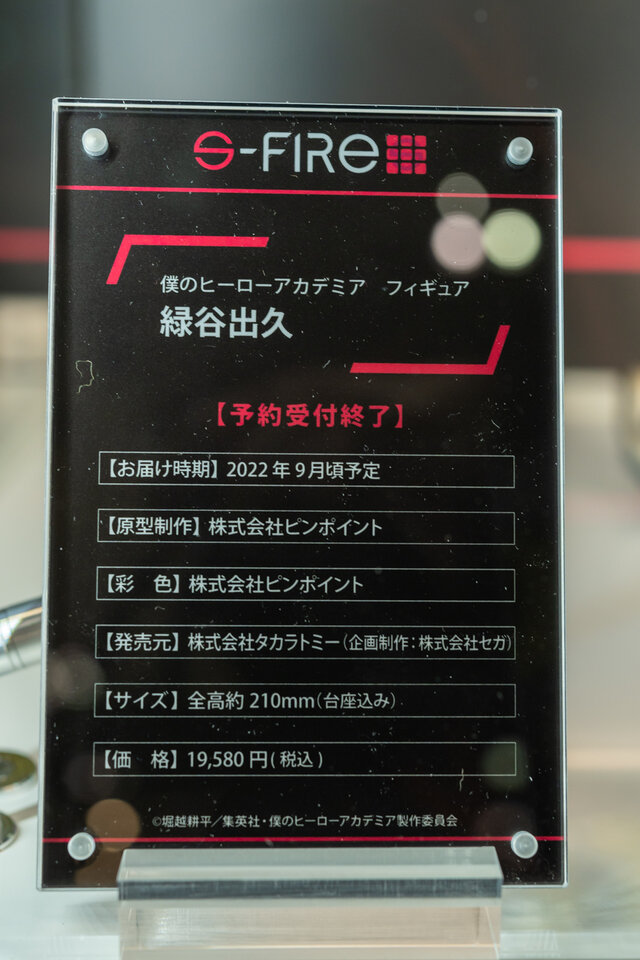 S-FIRE
僕のヒーローアカデミア　フィギュア
緑谷出久
【予約受付終了】
【お届け時期】2022年9月頃予定
【原型制作】株式会社ピンポイント
【彩　色】株式会社ピンポイント
【発売元】株式会社タカラトミー（企画制作：株式会社セガ）
【サイズ】全高約210mm（台座込み）
【価　格】19,580円(税込)
©堀越耕平／集英社・僕のヒーローアカデミア製作委員会